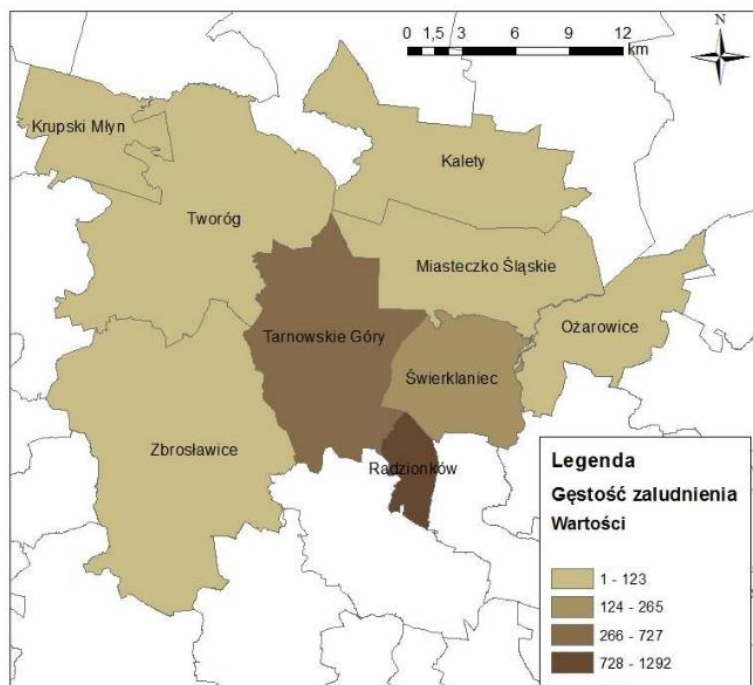 N
0 1,5 3 6 9 12
km
Krupski Młyn
Kalety
Tworóg
Miasteczko Śląskie
Ożarowice
Tarnowskie Góry
Świerklaniec
Zbrosławice
Radzionków
Legenda
Gęstość zaludnienia
Wartości
1 - 123
124 - 265
266 - 727
728 - 1292